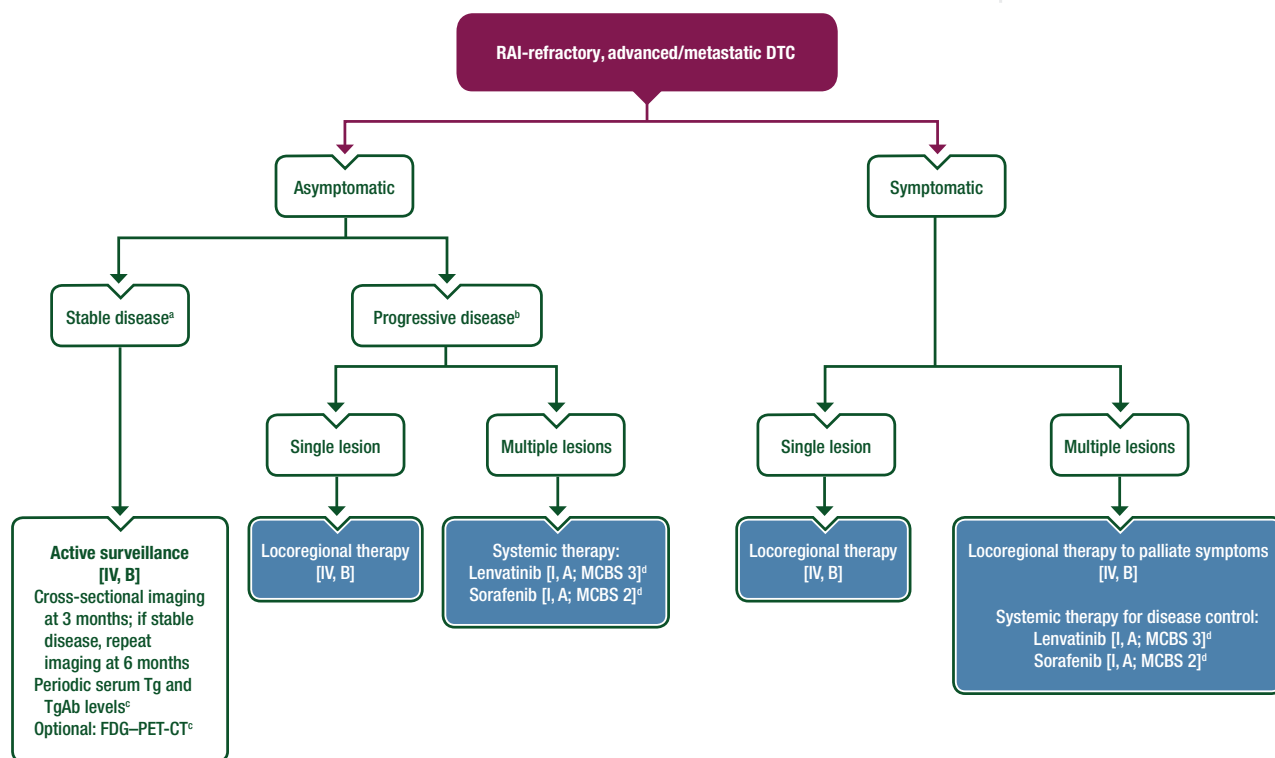 RAI-refractory, advanced/metastatic DTC
Asymptomatic
Symptomatic
Stable diseaseᵃ
Progressive diseaseᵇ
Single lesion
Multiple lesions
Single lesion
Multiple lesions
Active surveillance
[IV, B]
Cross-sectional imaging
at 3 months; if stable
disease, repeat
imaging at 6 months
Periodic serum Tg and
TgAb levelsᶜ
Optional: FDG–PET-CTᶜ
Locoregional therapy
[IV, B]
Systemic therapy:
Lenvatinib [I, A; MCBS 3]ᵈ
Sorafenib [I, A; MCBS 2]ᵈ
Locoregional therapy
[IV, B]
Locoregional therapy to palliate symptoms
[IV, B]
Systemic therapy for disease control:
Lenvatinib [I, A; MCBS 3]ᵈ
Sorafenib [I, A; MCBS 2]ᵈ